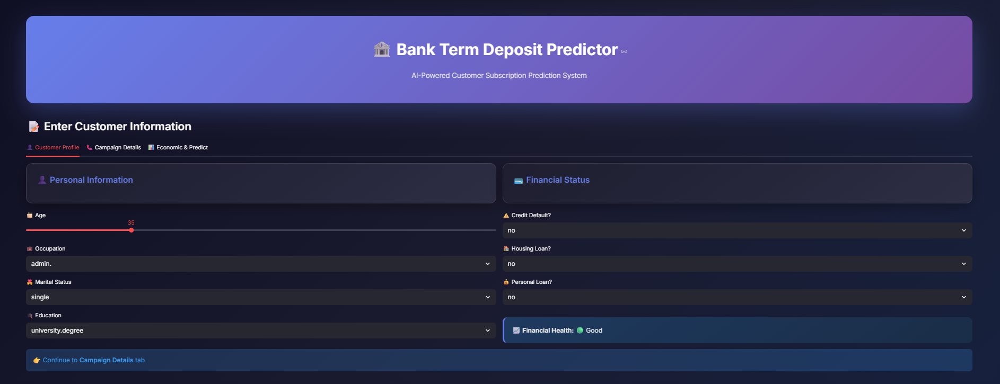 Bank Term Deposit Predictor
AI-Powered Customer Subscription Prediction System
Enter Customer Information
Customer Profile
Campaign Details
Economic & Predict
Personal Information
Age
35
Occupation
admin.
Marital Status
single
Education
university.degree
Financial Status
Credit Default?
no
Housing Loan?
no
Personal Loan?
no
Financial Health: Good
Continue to Campaign Details tab